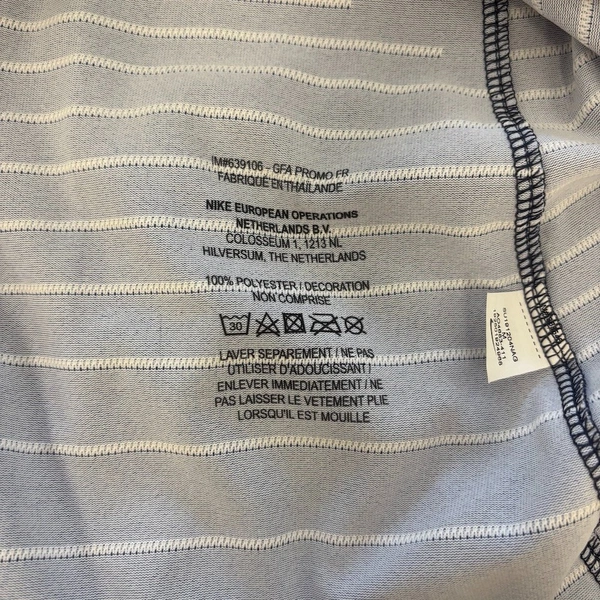 IM#639106 - GFA PROMO FR
FABRIQUE EN THAILANDE
NIKE EUROPEAN OPERATIONS
NETHERLANDS B.V.
COLOSSEUM 1, 1213 NL
HILVERSUM, THE NETHERLANDS
100% POLYESTER / DECORATION
NON COMPRISE
30
LAVER SEPAREMENT / NE PAS
UTILISER D'ADOUCISSANT /
ENLEVER IMMEDIATEMENT / NE
PAS LAISSER LE VETEMENT PLIE
LORSQU'IL EST MOUILLE
M